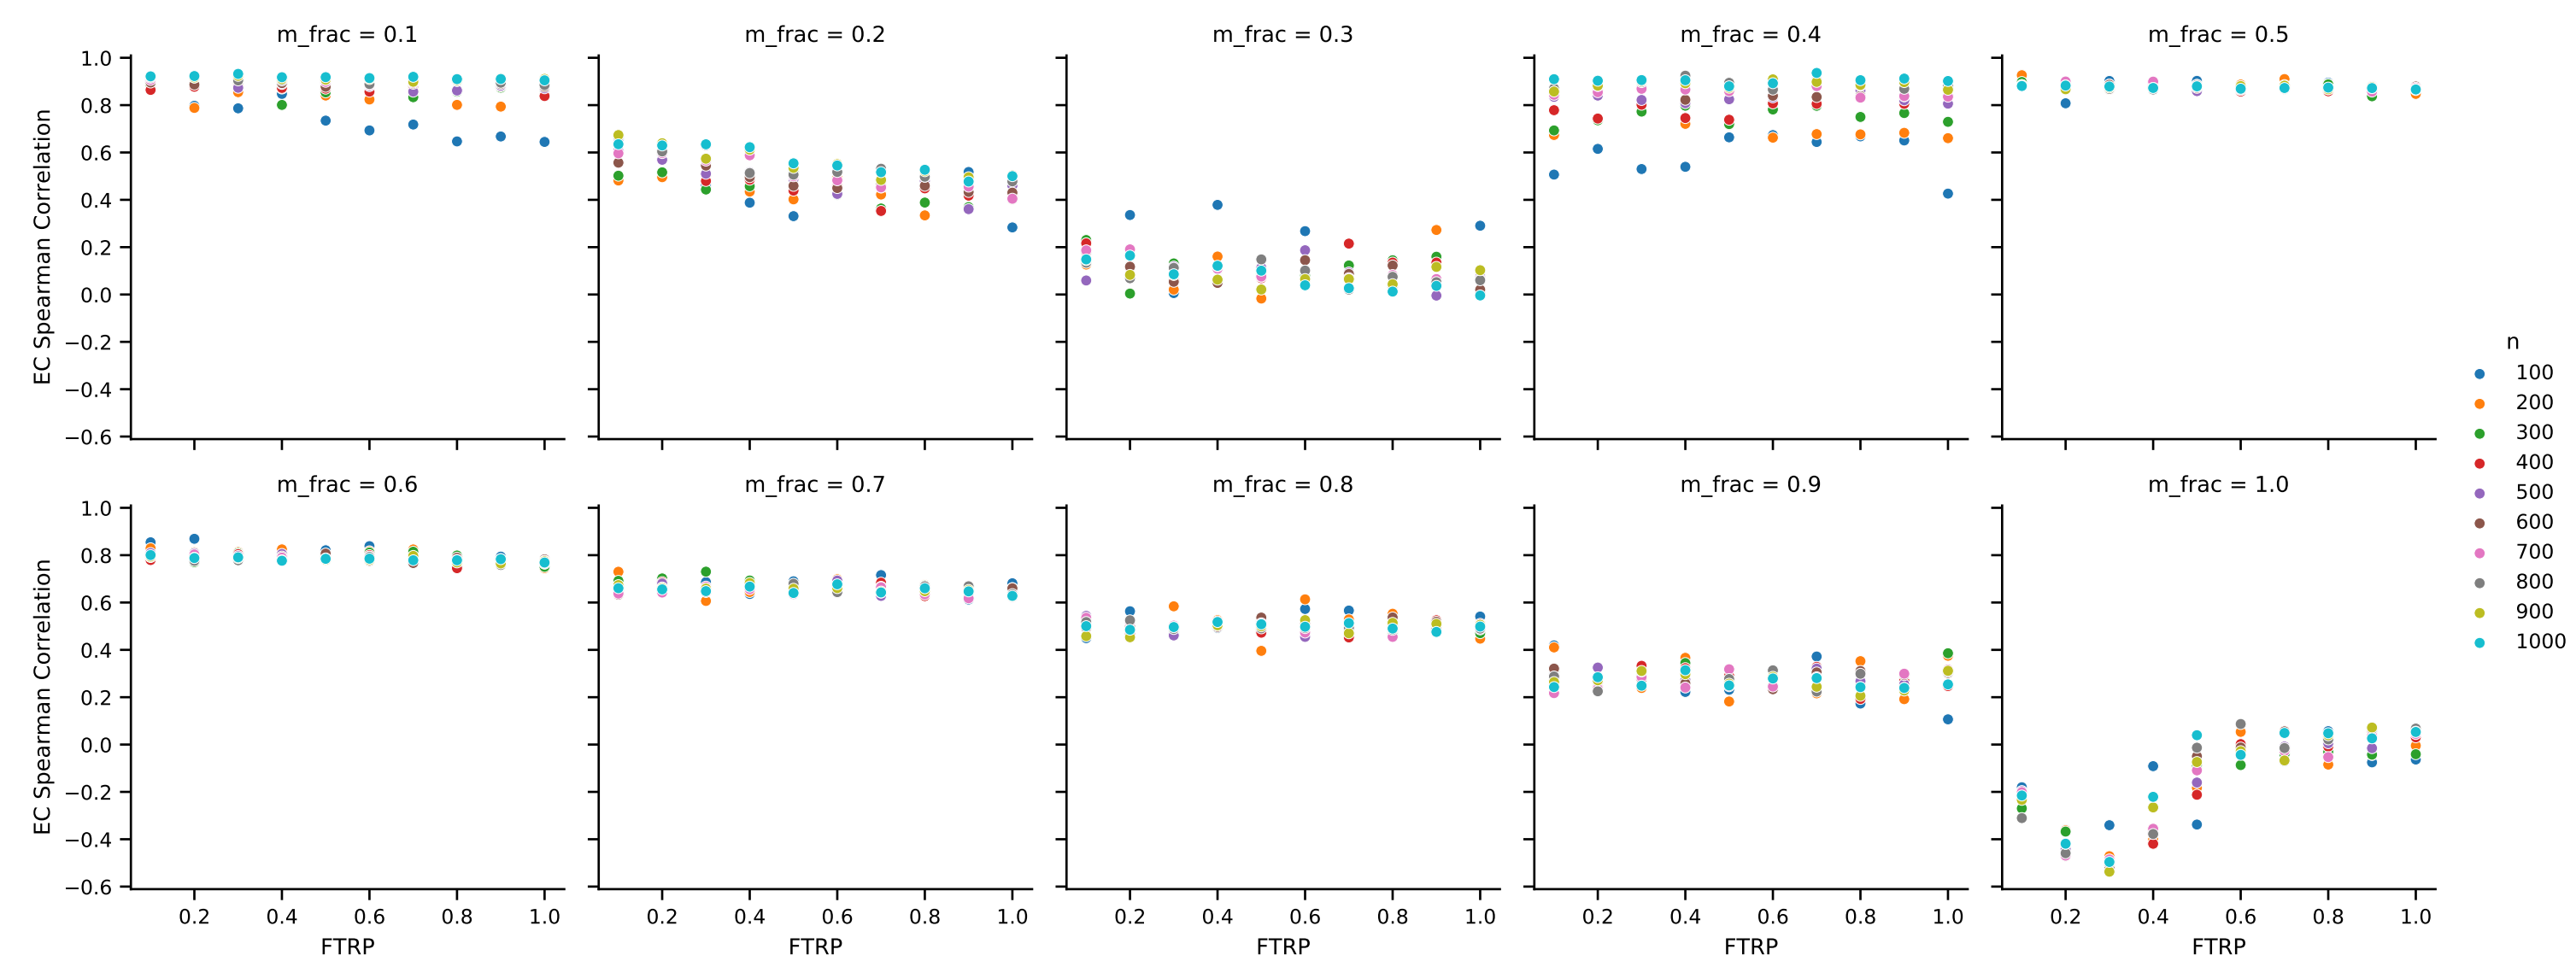 m_frac = 0.1
m_frac = 0.2
m_frac = 0.3
m_frac = 0.4
m_frac = 0.5
EC Spearman Correlation
1.0
0.8
0.6
0.4
0.2
0.0
−0.2
−0.4
−0.6
m_frac = 0.6
m_frac = 0.7
m_frac = 0.8
m_frac = 0.9
m_frac = 1.0
EC Spearman Correlation
1.0
0.8
0.6
0.4
0.2
0.0
−0.2
−0.4
−0.6
0.2 0.4 0.6 0.8 1.0
FTRP
0.2 0.4 0.6 0.8 1.0
FTRP
0.2 0.4 0.6 0.8 1.0
FTRP
0.2 0.4 0.6 0.8 1.0
FTRP
0.2 0.4 0.6 0.8 1.0
FTRP
n
100
200
300
400
500
600
700
800
900
1000